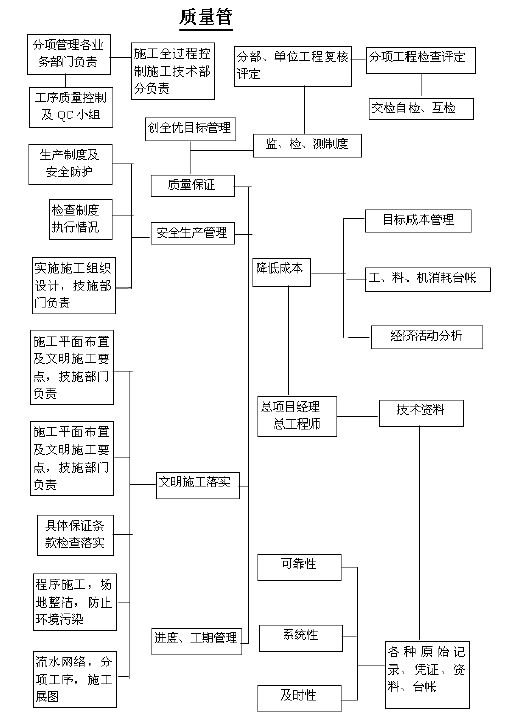 质量管
分项管理各业
务部门负责
施工全过程控
制施工技术部
分负责
分部、单位工程复核
评定
分项工程检查评定
工序质量控制
及 QC 小组
交检自检、互检
创全优目标管理
监、检、测制度
生产制度及
安全防护
质量保证
检查制度
执行情况
安全生产管理
目标成本管理
实施施工组织
设计，技施部
门负责
降低成本
工、料、机消耗台帐
经济活动分析
施工平面布置
及文明施工要
点，技施部门
负责
总项目经理
总工程师
技术资料
施工平面布置
及文明施工要
点，技施部门
负责
文明施工落实
具体保证条
款检查落实
可靠性
程序施工，场
地整洁，防止
环境污染
进度、工期管理
系统性
各种原始记
录、凭证、资
料、台帐
流水网络，分
项工序，施工
展图
及时性